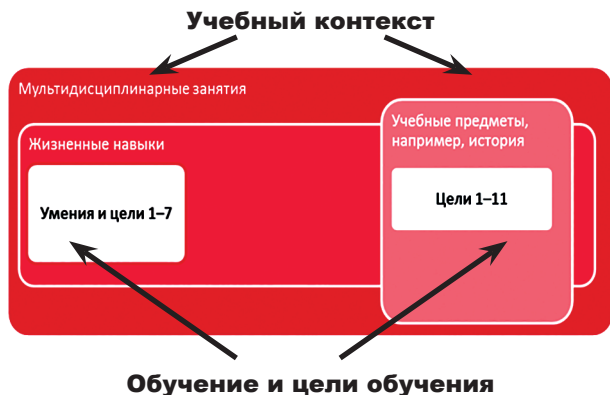 Учебный контекст
Мультидисциплинарные занятия
Учебные предметы,
например, история
Жизненные навыки
Умения и цели 1–7
Цели 1–11
Обучение и цели обучения